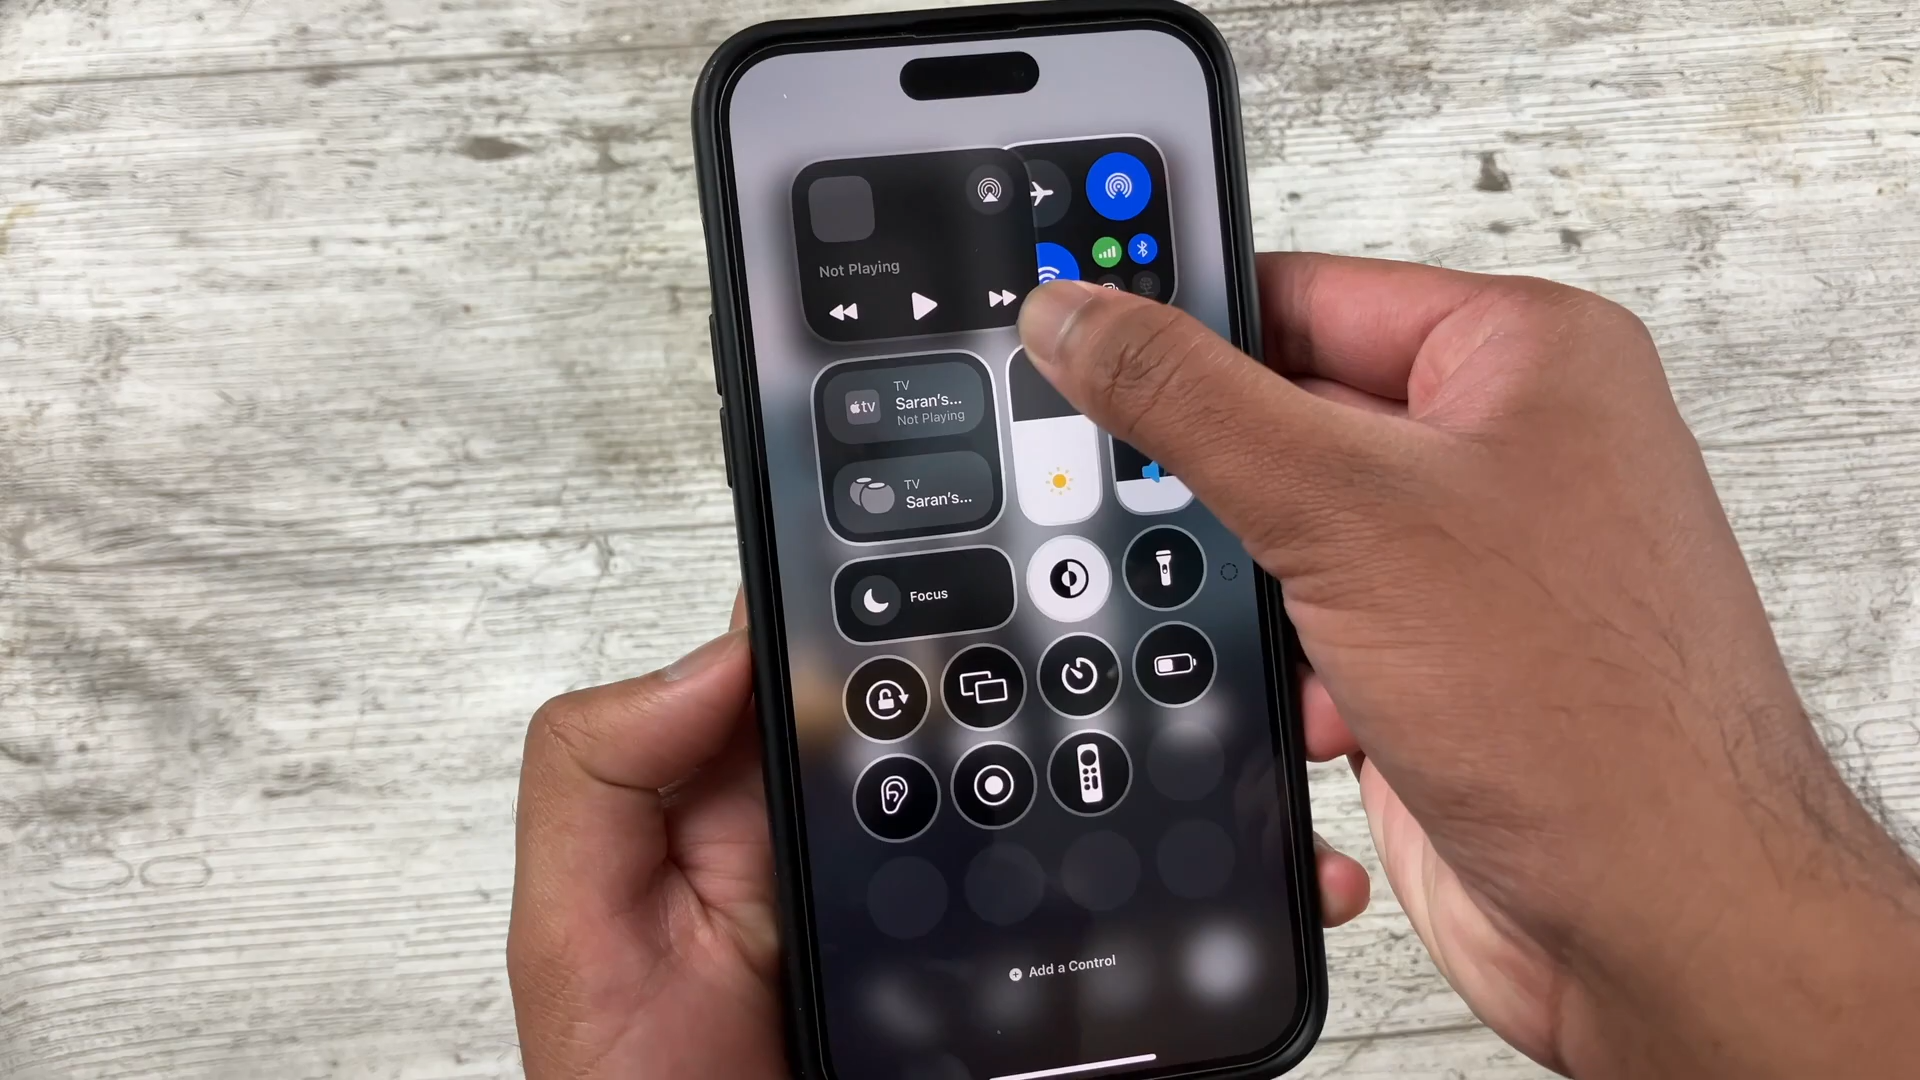 Not Playing
TV
tv
Saran's...
Not Playing
TV
Saran's...
Focus
Add a Control